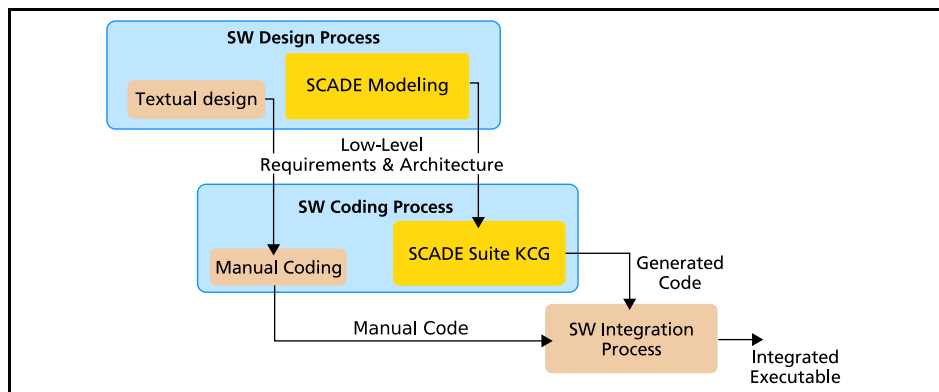 SW Design Process
SCADE Modeling
Textual design
Low-Level
Requirements & Architecture
SW Coding Process
SCADE Suite KCG
Manual Coding
Generated
Code
Manual Code
SW Integration
Process
Integrated
Executable